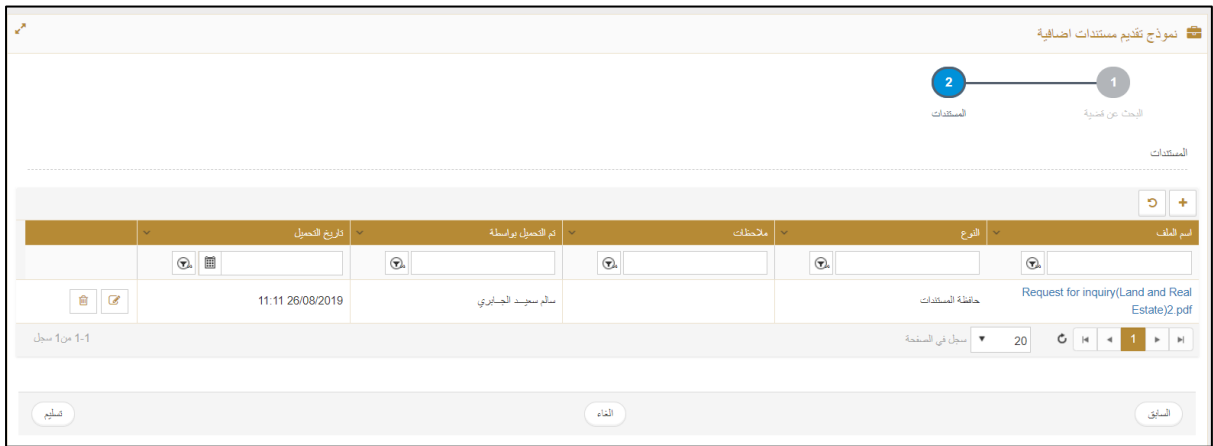 نموذج تقديم مستندات اضافية
1
2
البحث عن قضية
المستندات
المستندات
اسم الملف
النوع
ملاحظات
تم التحميل بواسطة
تاريخ التحميل
Request for inquiry(Land and Real
Estate)2.pdf
حافظة المستندات
سالم سعيــد الجــابري
11:11 26/08/2019
1
20
سجل في الصفحة
1-1 من 1 سجل
السابق
الغاء
تسليم